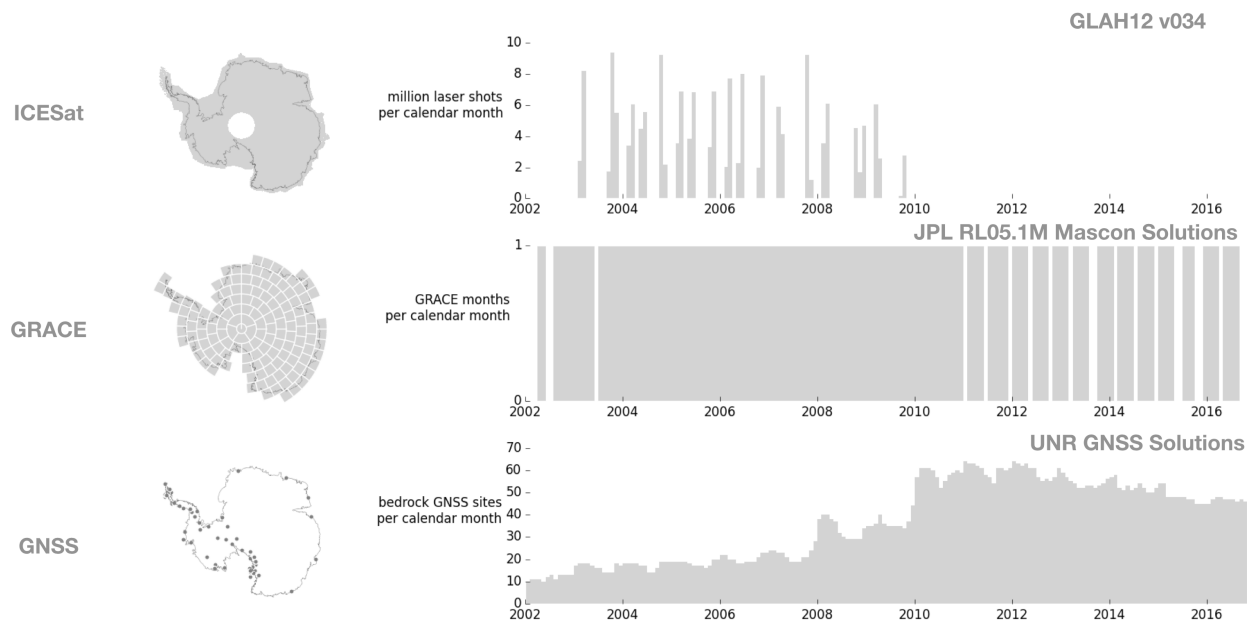 GLAH12 v034
ICESat
million laser shots
per calendar month
10
8
6
4
2
0
2002 2004 2006 2008 2010 2012 2014 2016
JPL RL05.1M Mascon Solutions
GRACE
GRACE months
per calendar month
1
0
2002 2004 2006 2008 2010 2012 2014 2016
UNR GNSS Solutions
GNSS
bedrock GNSS sites
per calendar month
70
60
50
40
30
20
10
0
2002 2004 2006 2008 2010 2012 2014 2016